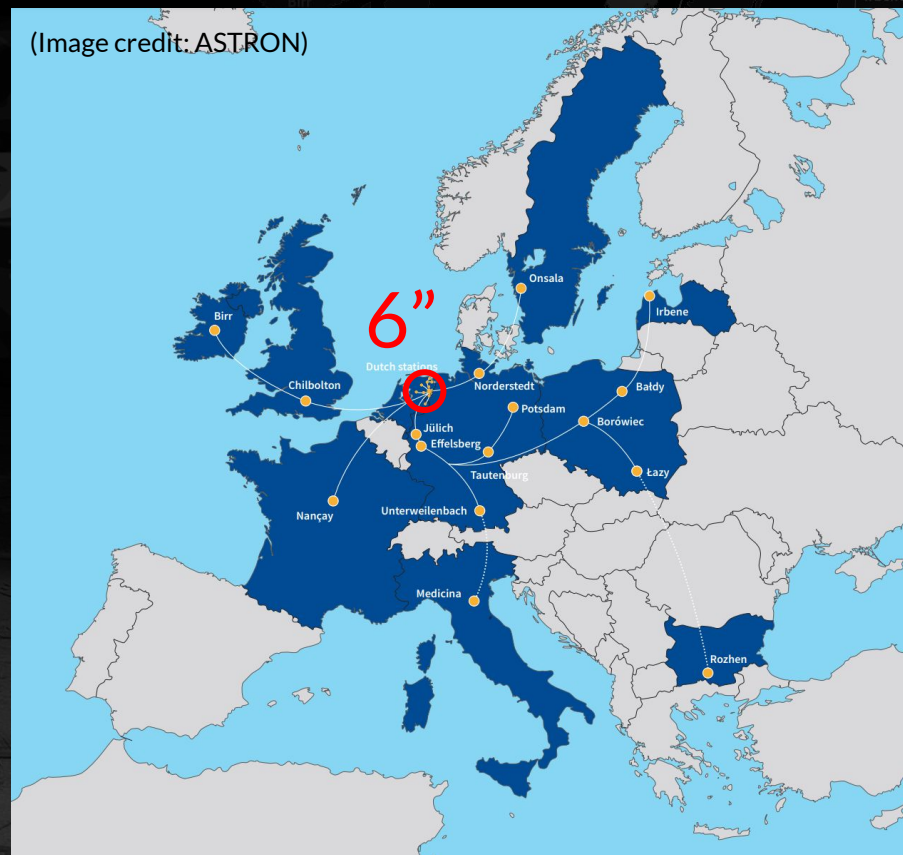 (Image credit: ASTRON)
Onsala
Irbene
Birr
6”
Dutch stations
Norderstedt
Bałdy
Chilbolton
Potsdam
Borówiec
Jülich
Effelsberg
Łazy
Tautenburg
Nançay
Unterweilenbach
Medicina
Rozhen